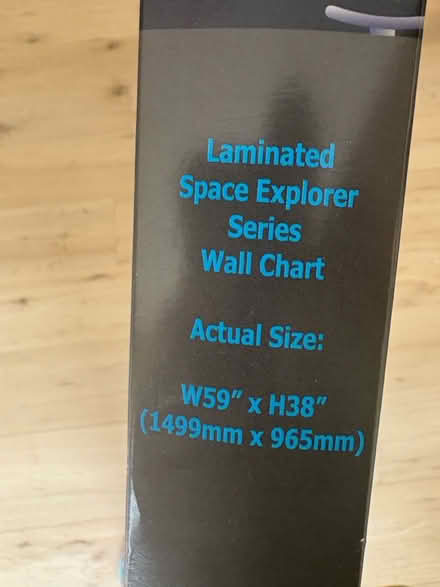 Laminated
Space Explorer
Series
Wall Chart
Actual Size:
W59” x H38”
(1499mm x 965mm)